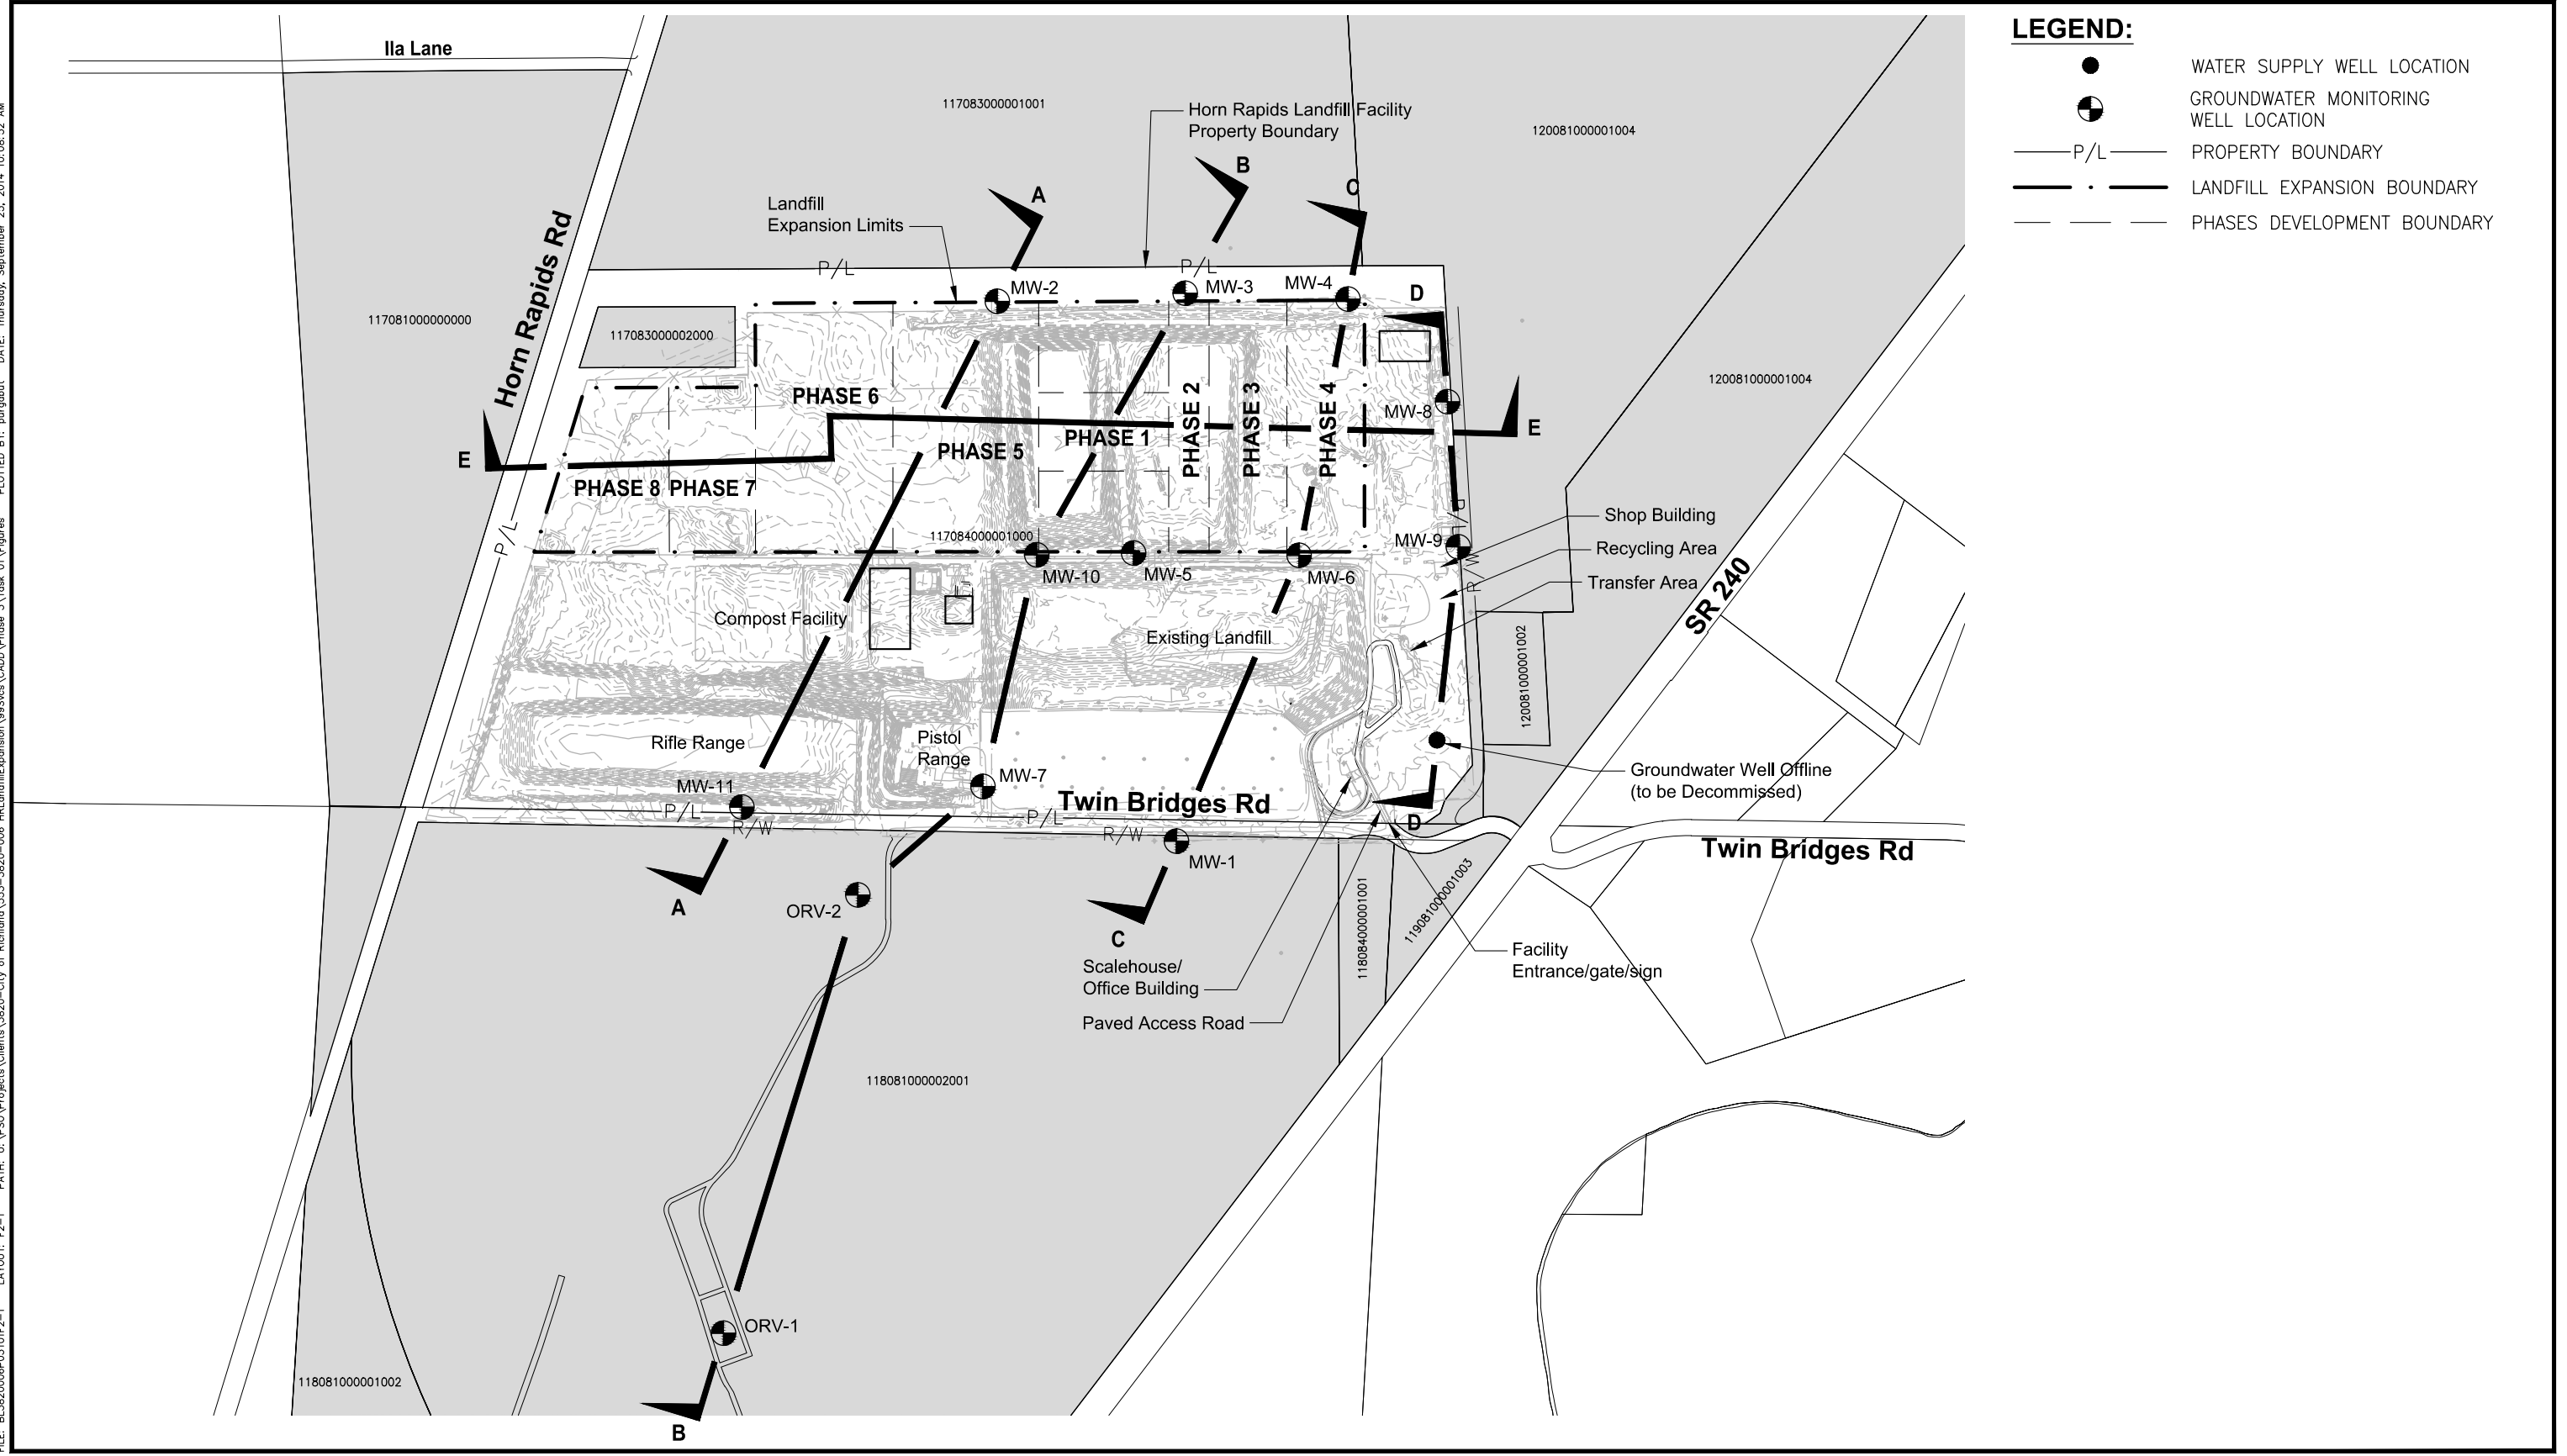 LEGEND:
WATER SUPPLY WELL LOCATION
GROUNDWATER MONITORING
WELL LOCATION
P/L
PROPERTY BOUNDARY
LANDFILL EXPANSION BOUNDARY
PHASES DEVELOPMENT BOUNDARY
Ila Lane
117083000001001
Horn Rapids Landfill Facility
Property Boundary
120081000001004
B
A
C
Landfill
Expansion Limits
Horn Rapids Rd
P/L
P/L
MW-2
MW-3
MW-4
D
117081000000000
117083000002000
120081000001004
PHASE 6
PHASE 2
PHASE 3
PHASE 4
MW-8
E
PHASE 1
PHASE 5
E
PHASE 8
PHASE 7
P/L
P/L
Shop Building
117084000001000
MW-9
Recycling Area
R/W
MW-10
MW-5
MW-6
Transfer Area
SR 240
Compost Facility
Existing Landfill
120081000001002
Rifle Range
Pistol
Range
MW-7
Groundwater Well Offline
(to be Decommissed)
MW-11
P/L
R/W
Twin Bridges Rd
P/L
R/W
D
Twin Bridges Rd
MW-1
A
ORV-2
C
118084000001001
119081000001003
Facility
Entrance/gate/sign
Scalehouse/
Office Building
Paved Access Road
118081000002001
ORV-1
118081000001002
B